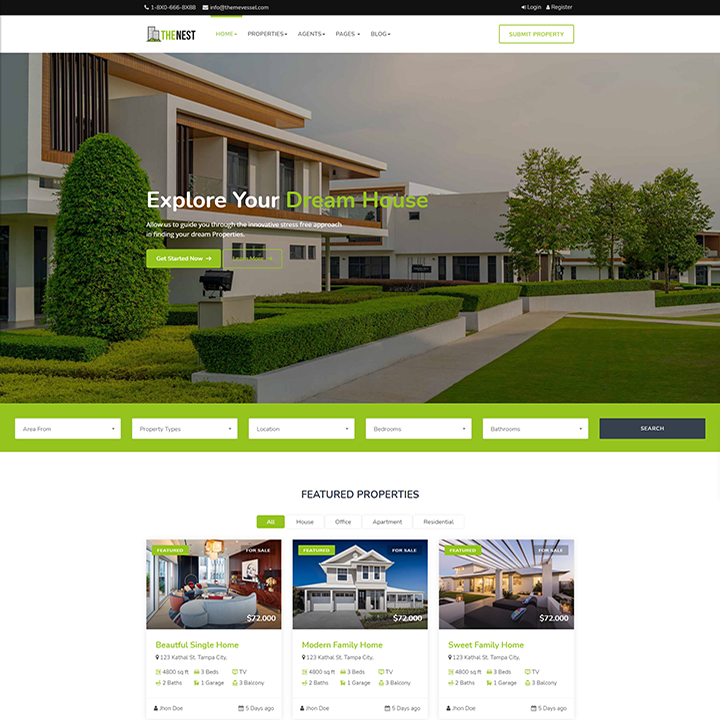 1-8X0-666-8X88 info@themevessel.com Login Register
THENEST HOME PROPERTIES AGENTS PAGES BLOG SUBMIT PROPERTY
Explore Your Dream House
Allow us to guide you through the innovative stress free approach
in finding your dream Properties.
Get Started Now → Learn More →
Area From Property Types Location Bedrooms Bathrooms SEARCH
FEATURED PROPERTIES
All House Office Apartment Residential
FEATURED FOR SALE FEATURED FOR SALE FEATURED FOR SALE
$72.000 $72.000 $72.000
Beautful Single Home Modern Family Home Sweet Family Home
123 Kathal St. Tampa City, 123 Kathal St. Tampa City, 123 Kathal St. Tampa City,
4800 sq ft 3 Beds TV 4800 sq ft 3 Beds TV 4800 sq ft 3 Beds TV
2 Baths 1 Garage 3 Balcony 2 Baths 1 Garage 3 Balcony 2 Baths 1 Garage 3 Balcony
Jhon Doe 5 Days ago Jhon Doe 5 Days ago Jhon Doe 5 Days ago